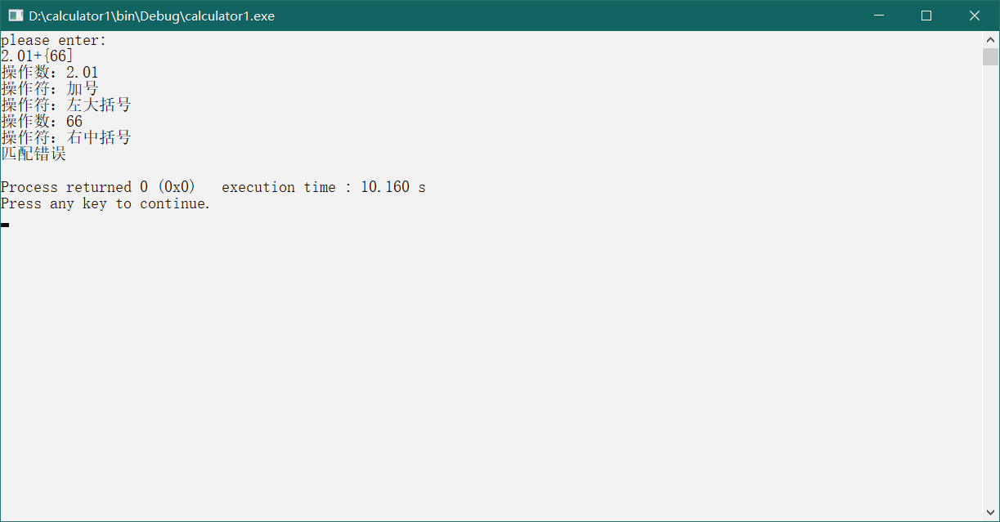 D:\calculator1\bin\Debug\calculator1.exe
please enter:
2.01+{66]
操作数：2.01
操作符：加号
操作符：左大括号
操作数：66
操作符：右中括号
匹配错误
Process returned 0 (0x0)   execution time : 10.160 s
Press any key to continue.